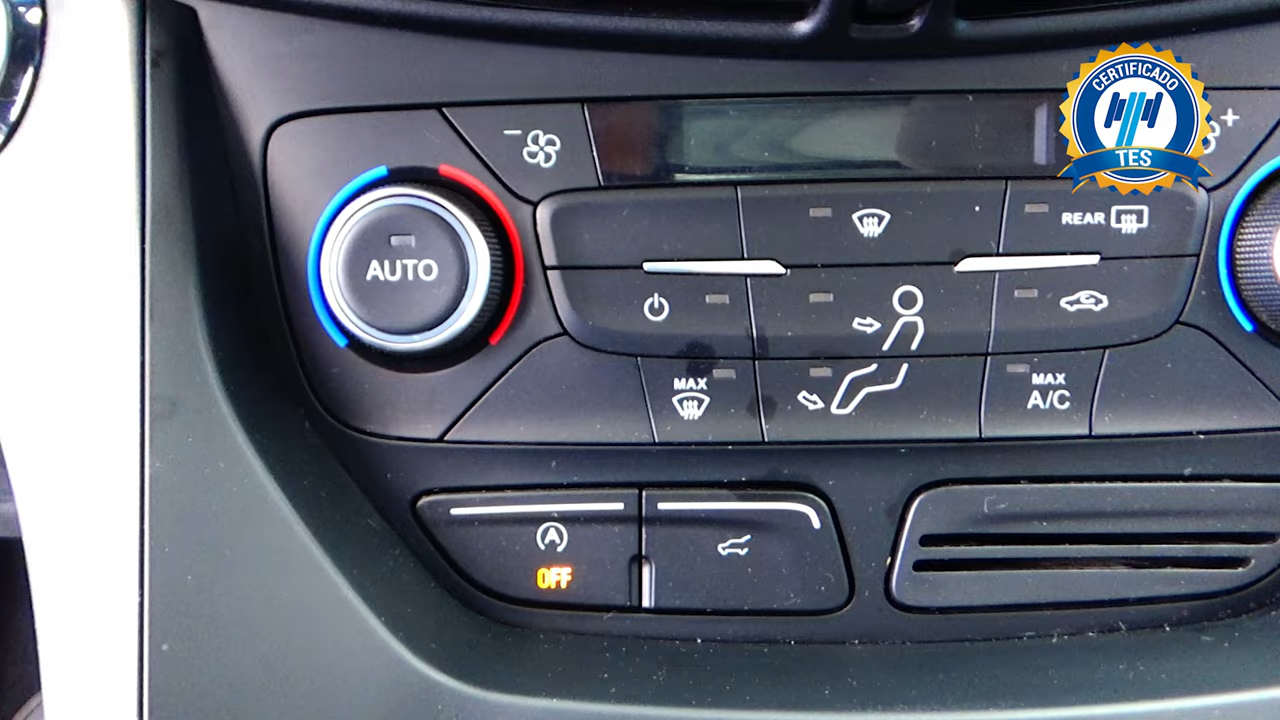 CERTIFICADO
TES
AUTO
REAR
MAX
MAX
A/C
A
OFF